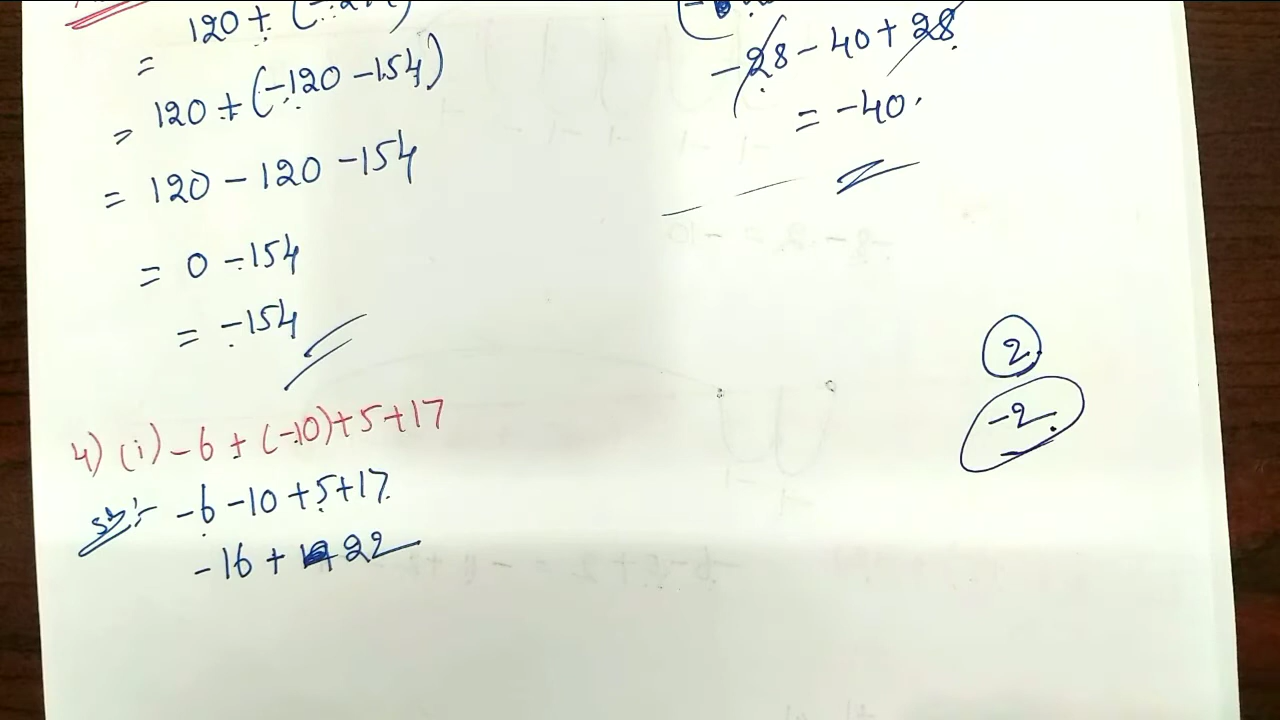 120 +
=
= 120 + (-120 -154)
= 120 - 120 -154
= 0 -154
= -154
4) (i) -6 + (-10)+5+17
-6 -10 +5+17
-16 + 22
-28 - 40 + 28
= -40.
2
-2